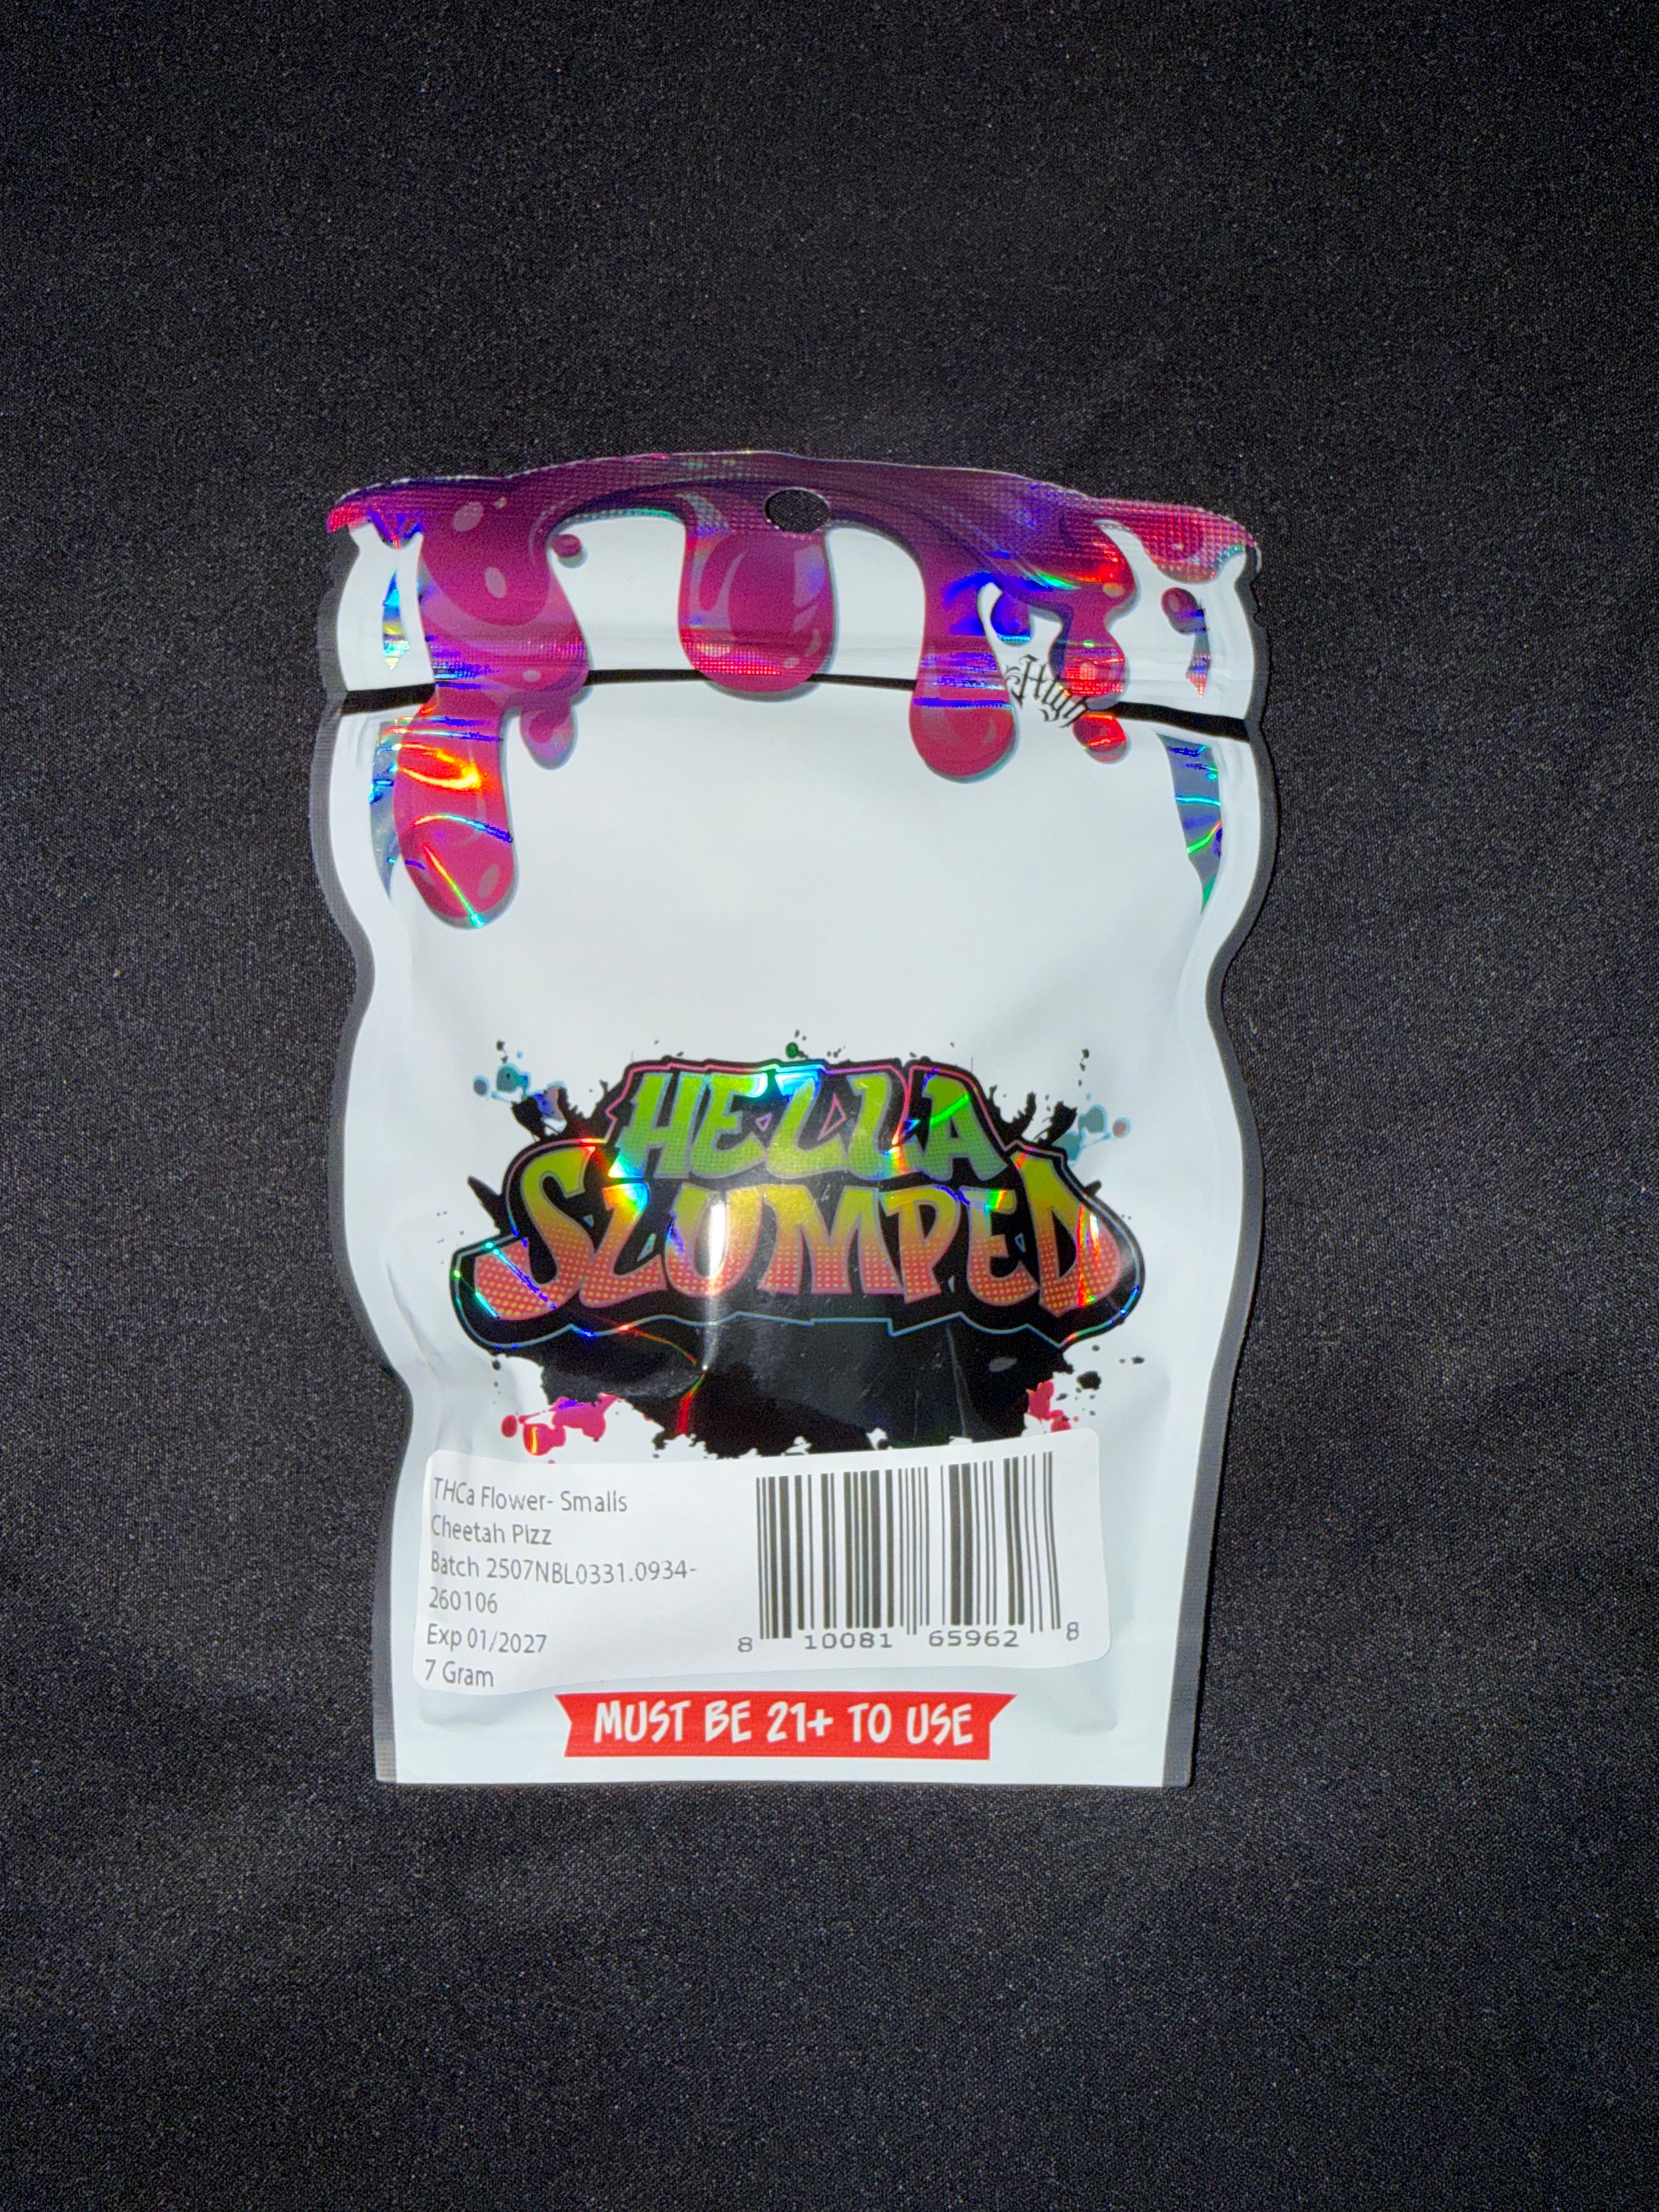 High
HELLA
SLUMPED
THCa Flower- Smalls
Cheetah Pizz
Batch 2507NBL0331.0934-
260106
Exp 01/2027
7 Gram
8 10081 65962 8
MUST BE 21+ TO USE